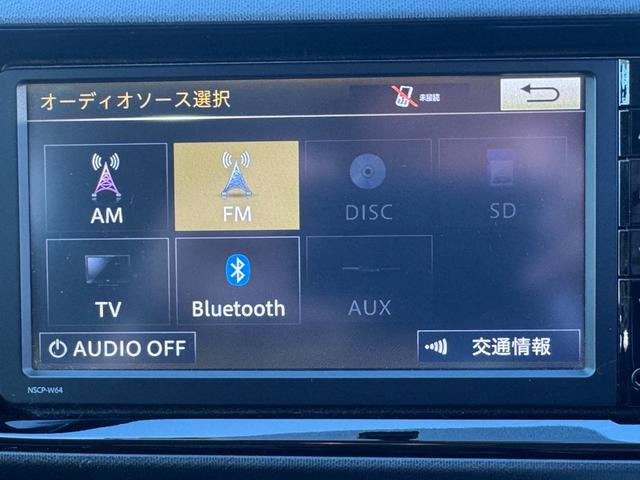 オーディオソース選択
未接続
AM
FM
DISC
SD
TV
Bluetooth
AUX
AUDIO OFF
交通情報
NSCP-W64